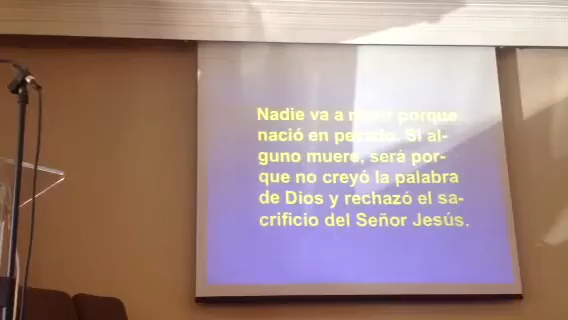 Nadie va a morir porque
nació en pecado. Si al-
guno muere, será por-
que no creyó la palabra
de Dios y rechazó el sa-
crificio del Señor Jesús.